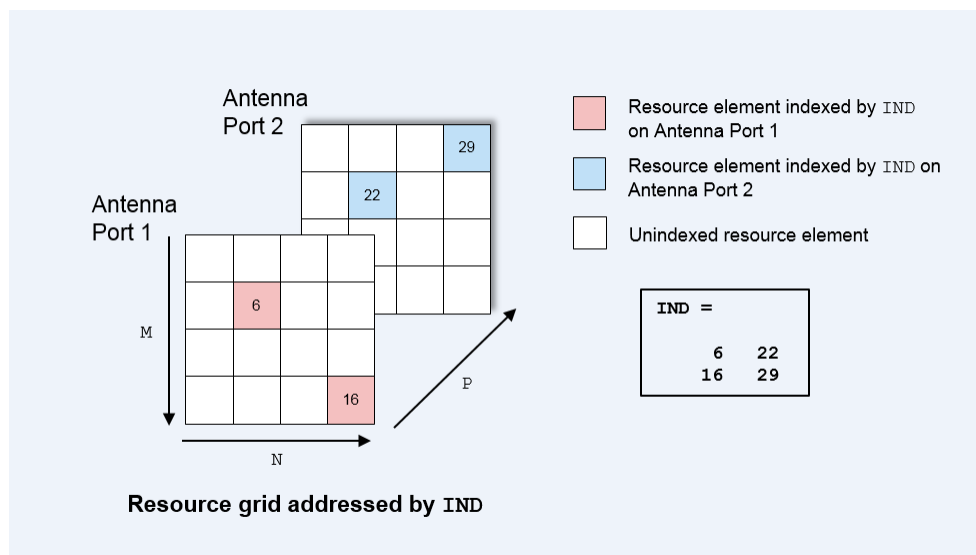 Antenna
Port 2
29
22
Antenna
Port 1
6
16
M
N
P
Resource grid addressed by IND
Resource element indexed by IND
on Antenna Port 1
Resource element indexed by IND on
Antenna Port 2
Unindexed resource element
IND =
6 22
16 29